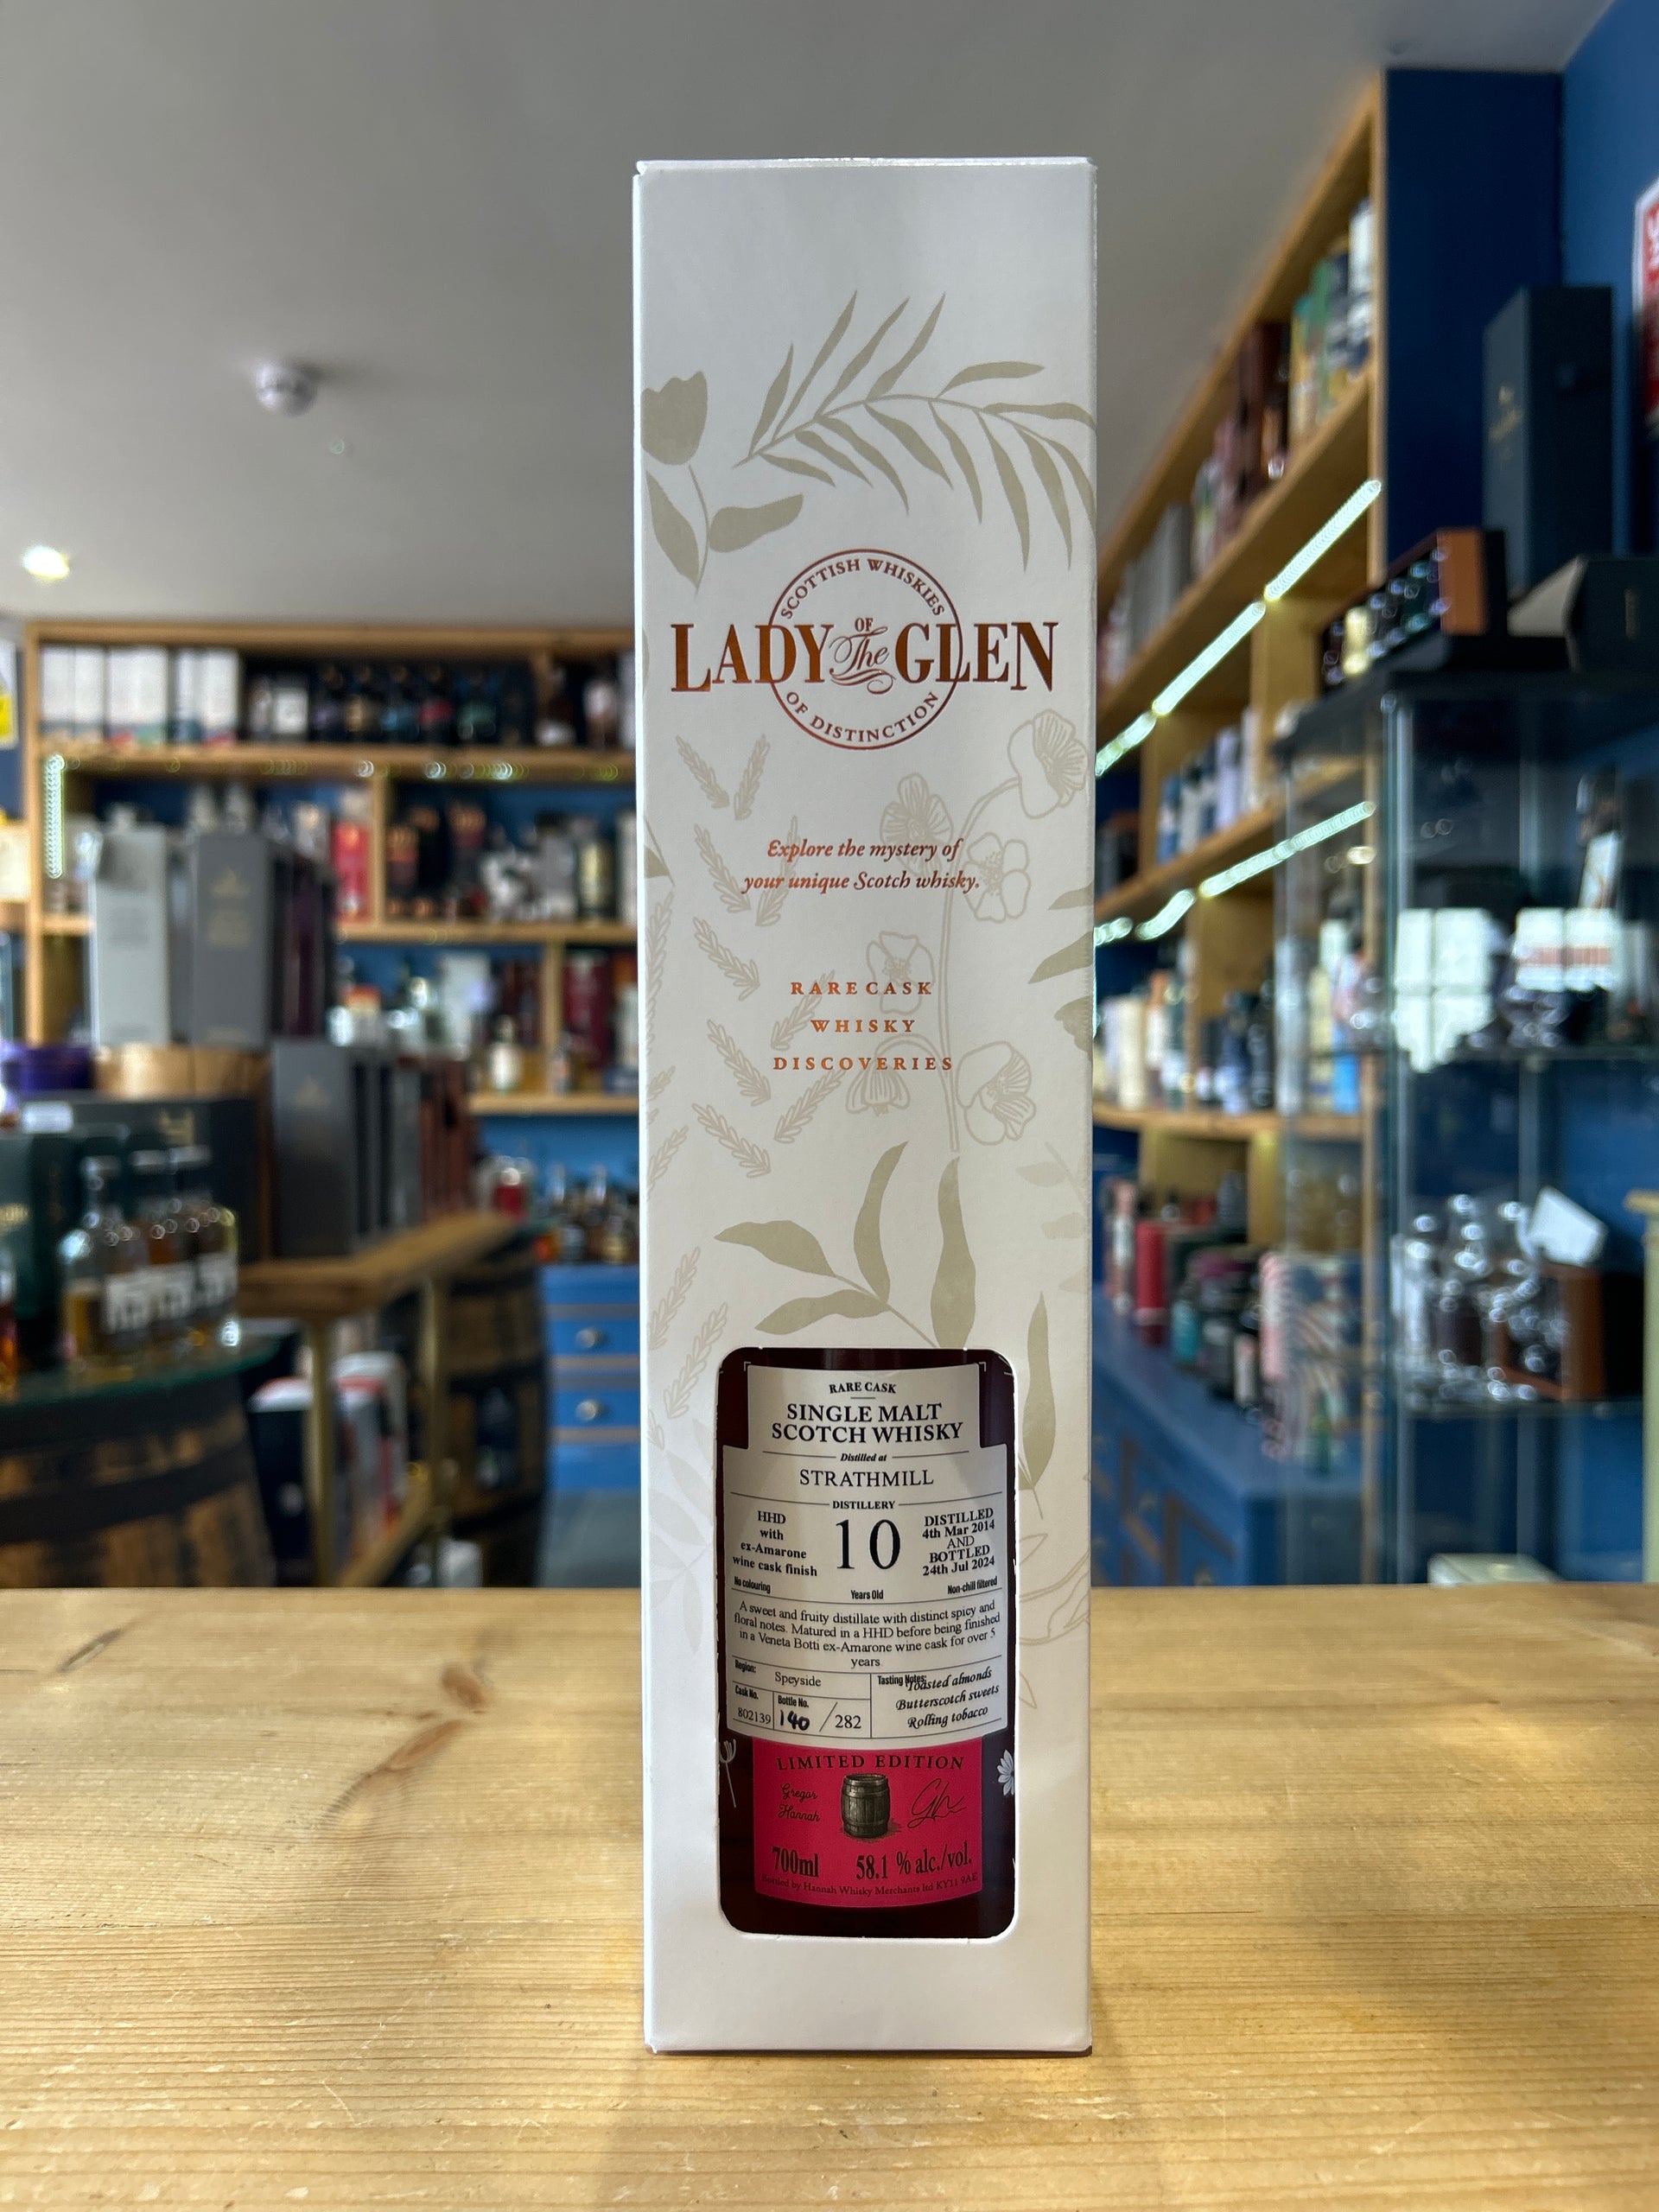 SCOTTISH WHISKIES
LADY OF The GLEN
OF DISTINCTION
Explore the mystery of
your unique Scotch whisky.
RARE CASK
WHISKY
DISCOVERIES
RARE CASK
SINGLE MALT
SCOTCH WHISKY
Distilled at
STRATHMILL
DISTILLERY
HHD
with
ex-Amarone
wine cask finish
10
DISTILLED
4th Mar 2014
AND
BOTTLED
24th Jul 2024
No colouring
Years Old
Non-chill filtered
A sweet and fruity distillate with distinct spicy and
floral notes. Matured in a HHD before being finished
in a Veneta Botti ex-Amarone wine cask for over 5
years
Region:
Speyside
Cask No.
802139
Bottle No.
140 /282
Tasting Notes:
Toasted almonds
Butterscotch sweets
Rolling tobacco
LIMITED EDITION
Gregor
Hannah
700ml 58.1 % alc./vol.
Bottled by Hannah Whisky Merchants ltd KY11 9AE